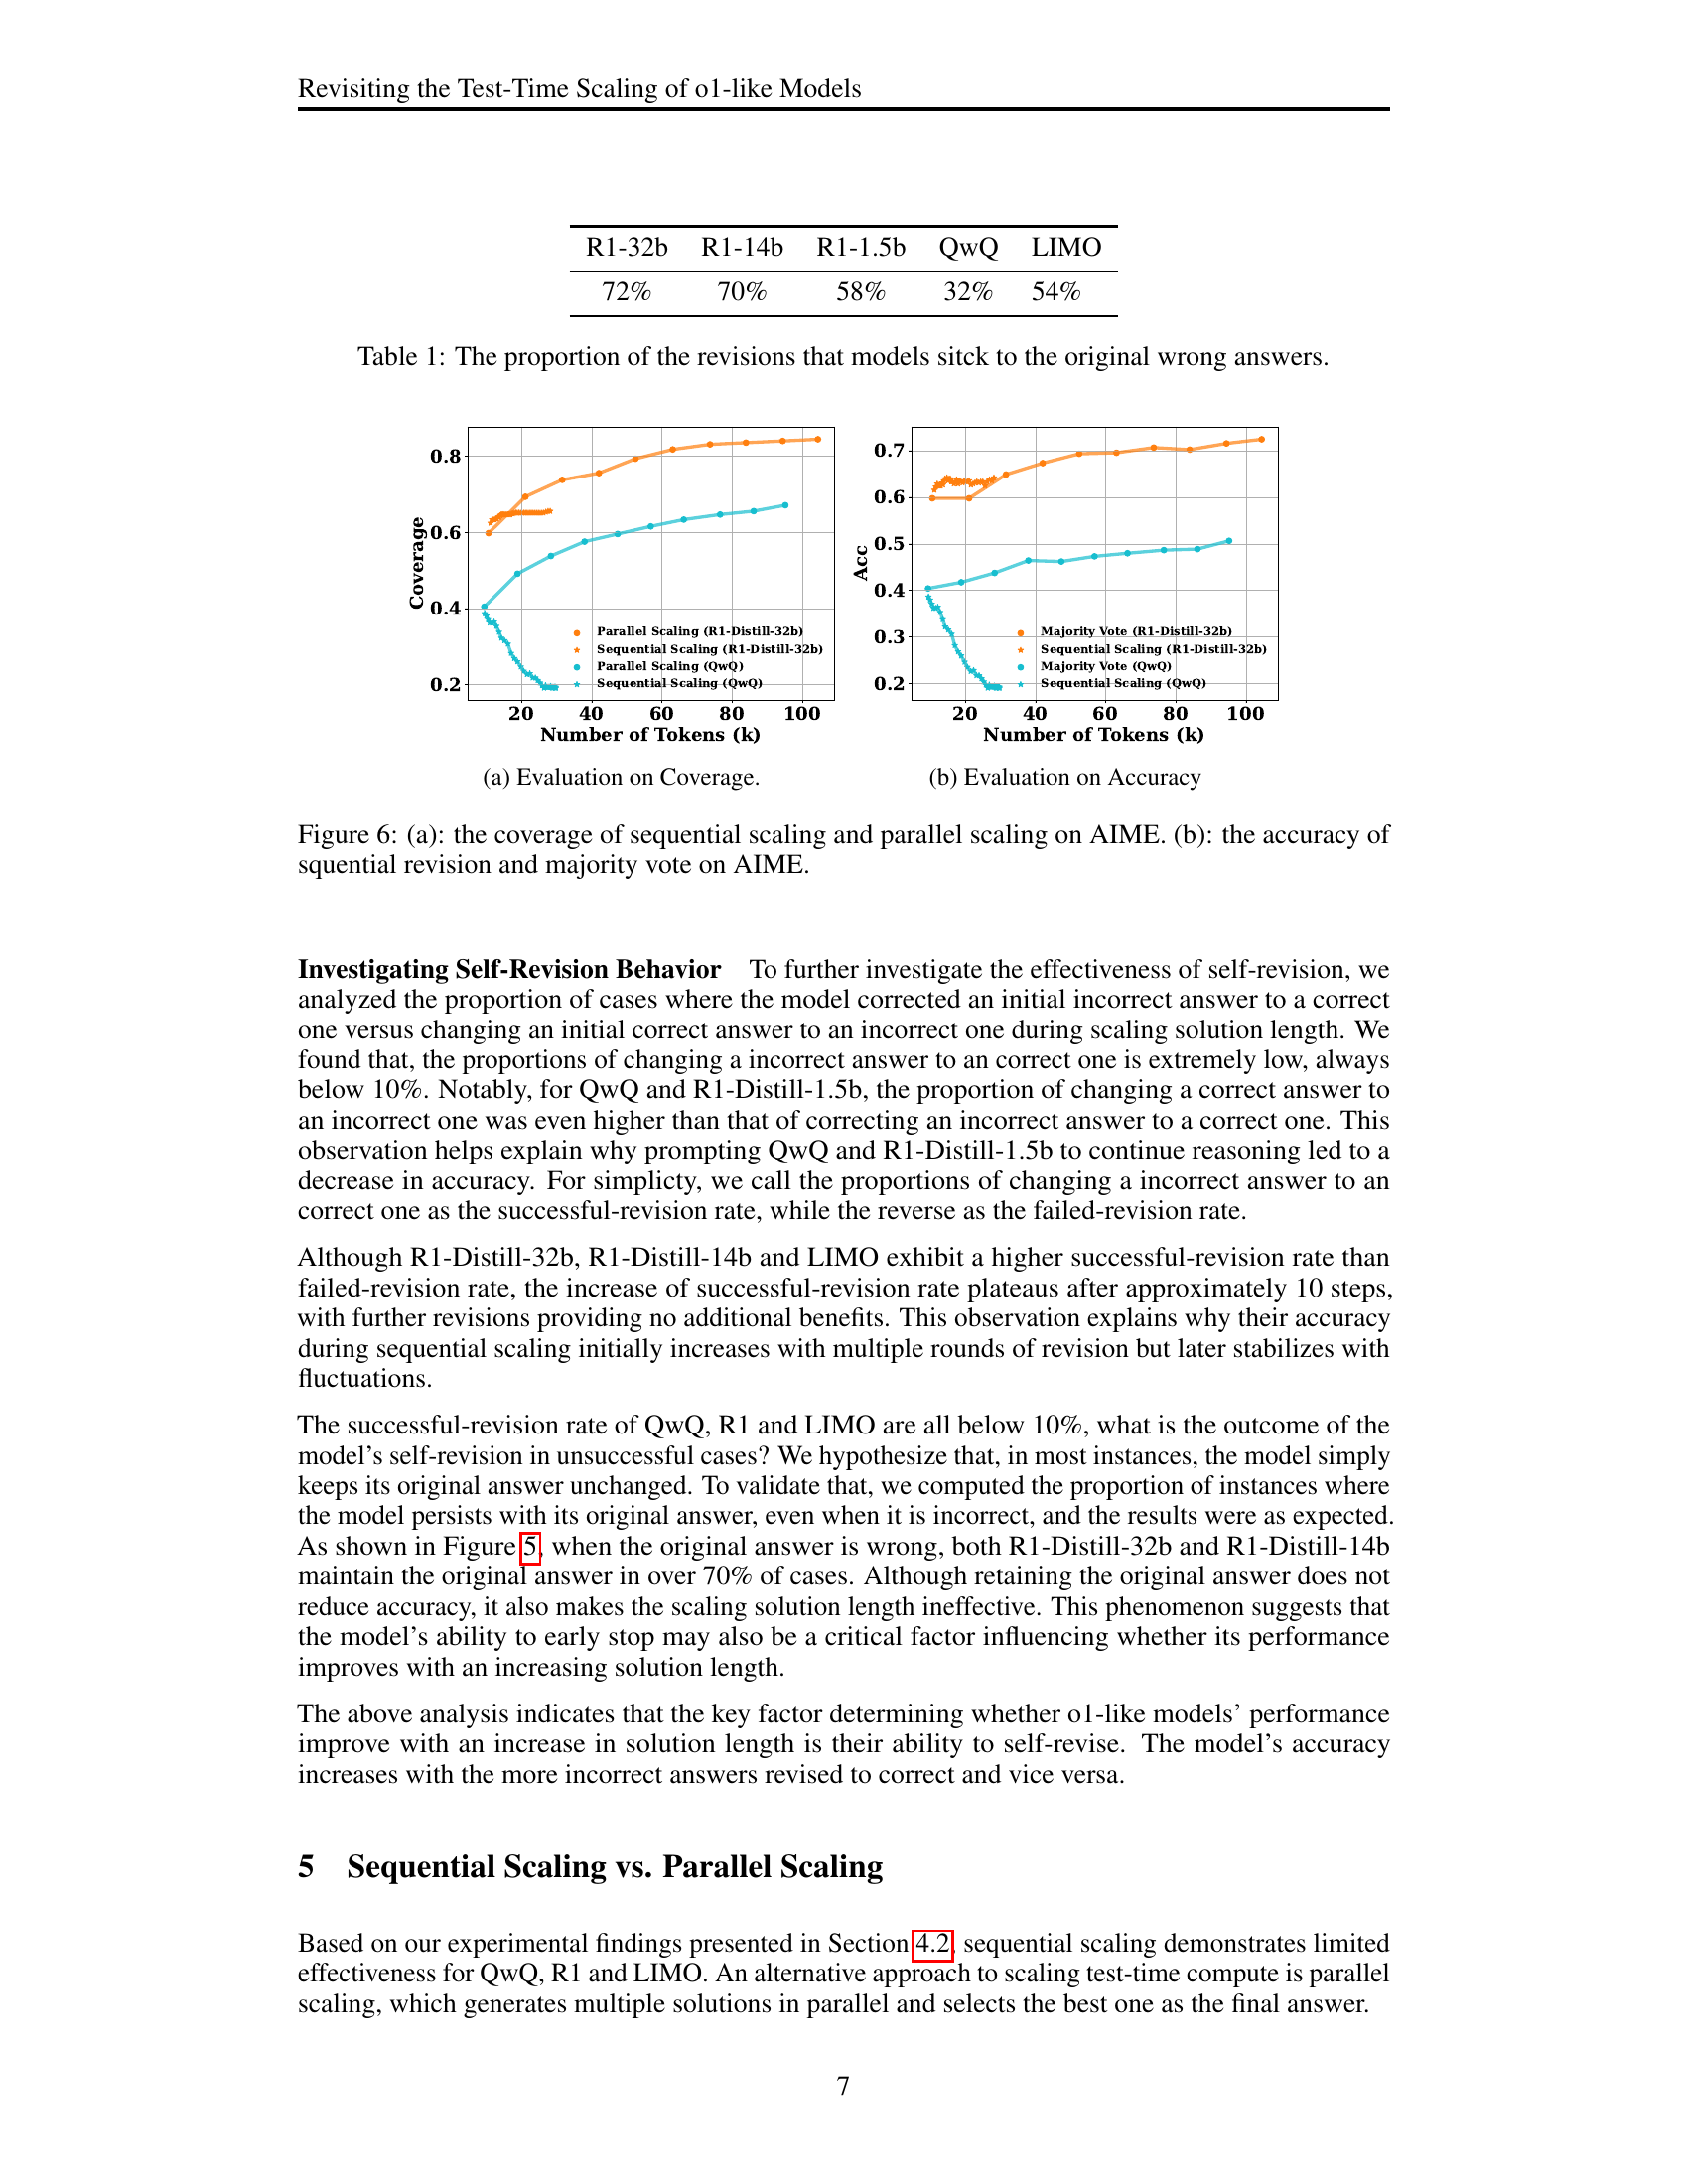 Revisiting the Test-Time Scaling of o1-like Models
R1-32b R1-14b R1-1.5b QwQ LIMO
72% 70% 58% 32% 54%
Table 1: The proportion of the revisions that models sitck to the original wrong answers.
0.8
0.6
0.4
0.2
Coverage
Parallel Scaling (R1-Distill-32b)
Sequential Scaling (R1-Distill-32b)
Parallel Scaling (QwQ)
Sequential Scaling (QwQ)
20 40 60 80 100
Number of Tokens (k)
(a) Evaluation on Coverage.
0.7
0.6
0.5
0.4
0.3
0.2
Acc
Majority Vote (R1-Distill-32b)
Sequential Scaling (R1-Distill-32b)
Majority Vote (QwQ)
Sequential Scaling (QwQ)
20 40 60 80 100
Number of Tokens (k)
(b) Evaluation on Accuracy
Figure 6: (a): the coverage of sequential scaling and parallel scaling on AIME. (b): the accuracy of
squential revision and majority vote on AIME.
Investigating Self-Revision Behavior To further investigate the effectiveness of self-revision, we
analyzed the proportion of cases where the model corrected an initial incorrect answer to a correct
one versus changing an initial correct answer to an incorrect one during scaling solution length. We
found that, the proportions of changing a incorrect answer to an correct one is extremely low, always
below 10%. Notably, for QwQ and R1-Distill-1.5b, the proportion of changing a correct answer to
an incorrect one was even higher than that of correcting an incorrect answer to a correct one. This
observation helps explain why prompting QwQ and R1-Distill-1.5b to continue reasoning led to a
decrease in accuracy. For simplicty, we call the proportions of changing a incorrect answer to an
correct one as the successful-revision rate, while the reverse as the failed-revision rate.
Although R1-Distill-32b, R1-Distill-14b and LIMO exhibit a higher successful-revision rate than
failed-revision rate, the increase of successful-revision rate plateaus after approximately 10 steps,
with further revisions providing no additional benefits. This observation explains why their accuracy
during sequential scaling initially increases with multiple rounds of revision but later stabilizes with
fluctuations.
The successful-revision rate of QwQ, R1 and LIMO are all below 10%, what is the outcome of the
model's self-revision in unsuccessful cases? We hypothesize that, in most instances, the model simply
keeps its original answer unchanged. To validate that, we computed the proportion of instances where
the model persists with its original answer, even when it is incorrect, and the results were as expected.
As shown in Figure 5, when the original answer is wrong, both R1-Distill-32b and R1-Distill-14b
maintain the original answer in over 70% of cases. Although retaining the original answer does not
reduce accuracy, it also makes the scaling solution length ineffective. This phenomenon suggests that
the model's ability to early stop may also be a critical factor influencing whether its performance
improves with an increasing solution length.
The above analysis indicates that the key factor determining whether o1-like models' performance
improve with an increase in solution length is their ability to self-revise. The model's accuracy
increases with the more incorrect answers revised to correct and vice versa.
5 Sequential Scaling vs. Parallel Scaling
Based on our experimental findings presented in Section 4.2, sequential scaling demonstrates limited
effectiveness for QwQ, R1 and LIMO. An alternative approach to scaling test-time compute is parallel
scaling, which generates multiple solutions in parallel and selects the best one as the final answer.
7